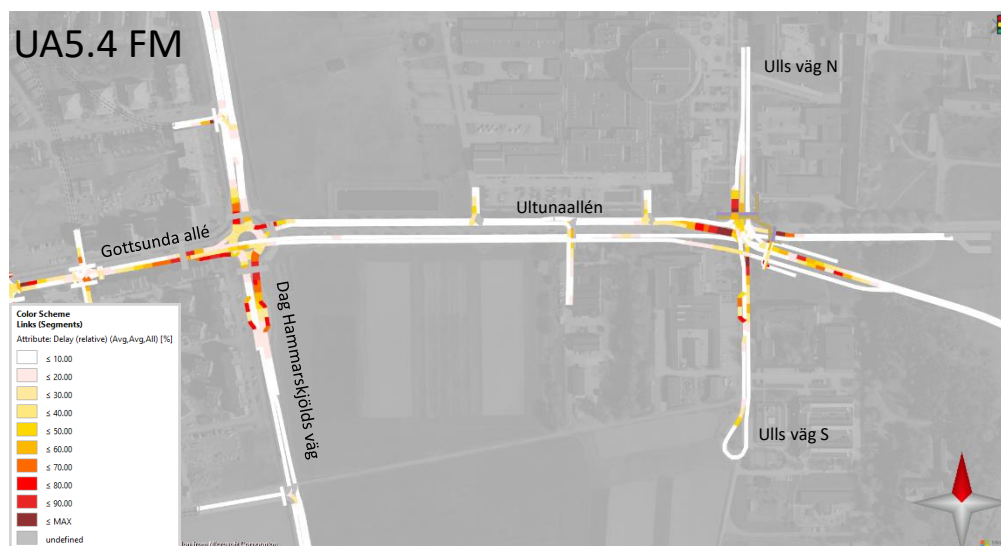 UA5.4 FM
Ulls väg N
Ultunaallén
Gottsunda allé
Dag Hammarskjölds väg
Ulls väg S
Color Scheme
Links (Segments)
Attribute: Delay (relative) (Avg,Avg,All) [%]
≤ 10.00
≤ 20.00
≤ 30.00
≤ 40.00
≤ 50.00
≤ 60.00
≤ 70.00
≤ 80.00
≤ 90.00
≤ MAX
undefined